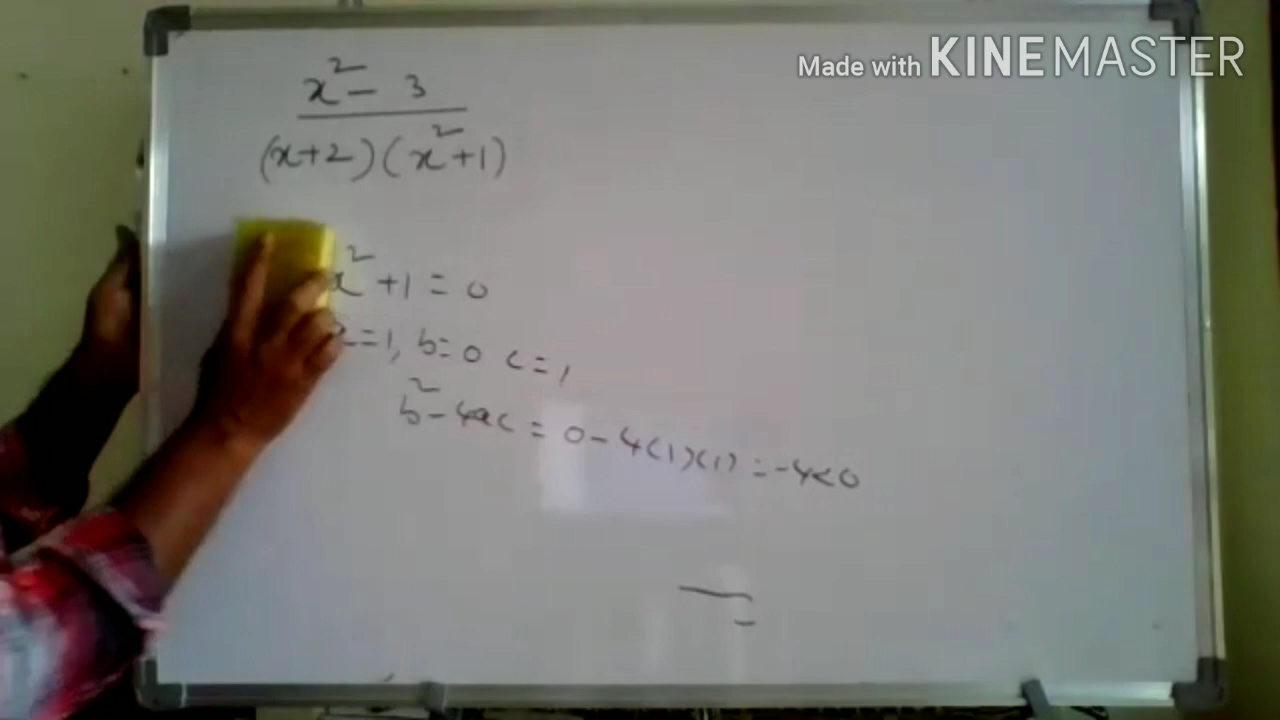 Made with KINEMASTER
x² - 3
(x+2)(x²+1)
x² + 1 = 0
a=1, b=0 c=1
b² - 4ac = 0 - 4(1)(1) = -4<0